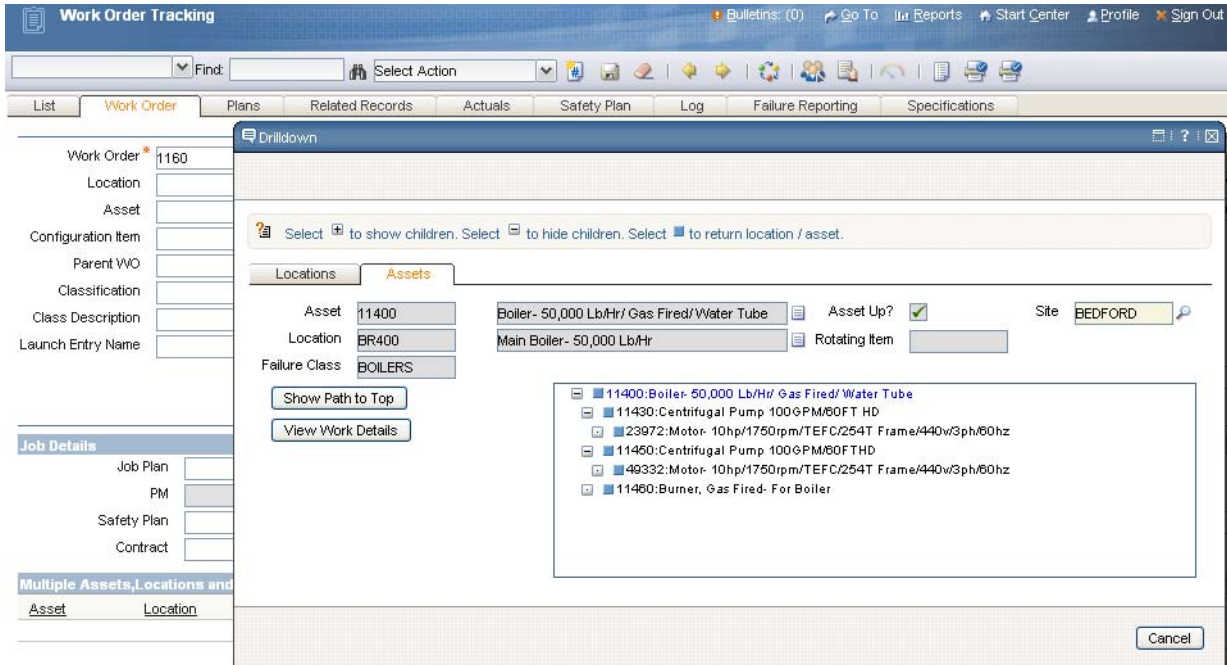 Work Order Tracking
Bulletins: (0) Go To Reports Start Center Profile Sign Out
Find: Select Action
List Work Order Plans Related Records Actuals Safety Plan Log Failure Reporting Specifications
Drilldown
Work Order * 1160
Location
Asset
Configuration Item
Parent WO
Classification
Class Description
Launch Entry Name
Select + to show children. Select - to hide children. Select to return location / asset.
Locations Assets
Asset 11400 Boiler- 50,000 Lb/Hr/ Gas Fired/ Water Tube Asset Up? Site BEDFORD
Location BR400 Main Boiler- 50,000 Lb/Hr Rotating Item
Failure Class BOILERS
Show Path to Top
View Work Details
11400:Boiler- 50,000 Lb/Hr/ Gas Fired/ Water Tube
11430:Centrifugal Pump 100GPM/60FT HD
23972:Motor- 10hp/1750rpm/TEFC/254T Frame/440v/3ph/60hz
11450:Centrifugal Pump 100GPM/60FTHD
49332:Motor- 10hp/1750rpm/TEFC/254T Frame/440v/3ph/60hz
11460:Burner, Gas Fired- For Boiler
Job Details
Job Plan
PM
Safety Plan
Contract
Multiple Assets,Locations and
Asset Location
Cancel